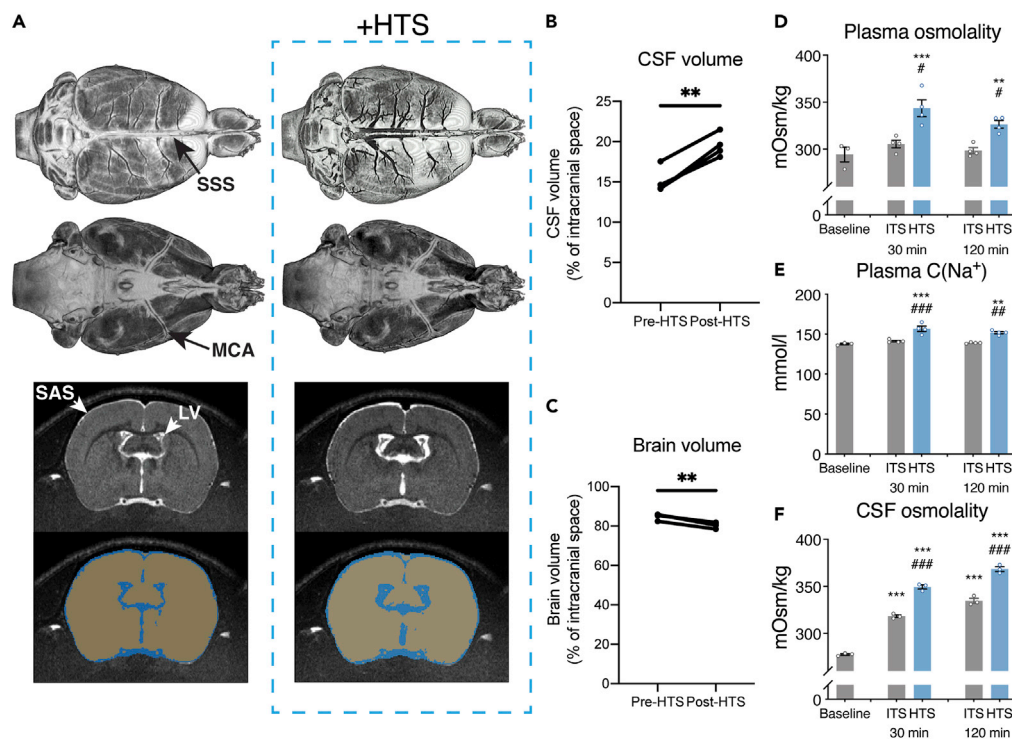 A
+HTS
SSS
MCA
SAS
LV
B
CSF volume
**
CSF volume
(% of intracranial space)
25
20
15
10
5
0
Pre-HTS Post-HTS
C
Brain volume
**
Brain volume
(% of intracranial space)
100
80
60
40
20
0
Pre-HTS Post-HTS
D
Plasma osmolality
mOsm/kg
400
350
300
0
***
#
**
#
ITS HTS ITS HTS
Baseline 30 min 120 min
E
Plasma C(Na⁺)
mmol/l
200
150
100
50
0
***
###
**
##
ITS HTS ITS HTS
Baseline 30 min 120 min
F
CSF osmolality
mOsm/kg
400
350
300
0
***
***
###
***
***
###
Baseline ITS HTS ITS HTS
30 min 120 min